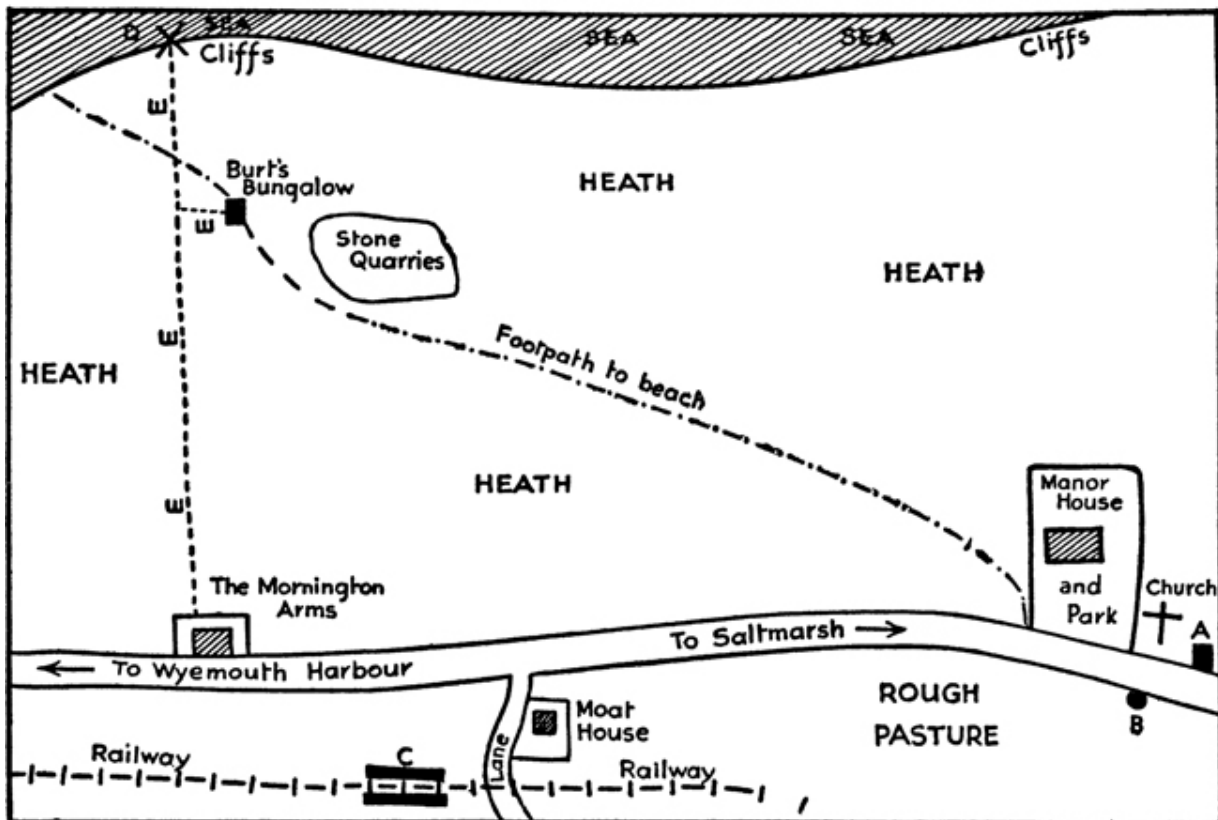 D
SEA
SEA
SEA
Cliffs
Cliffs
E
Burt's
Bungalow
E
HEATH
Stone
Quarries
HEATH
E
Footpath to beach
HEATH
HEATH
E
Manor
House
and
Park
The Mornington
Arms
Church
A
To Saltmarsh
To Wyemouth Harbour
B
ROUGH
PASTURE
Moat
House
Lane
Railway
C
Railway